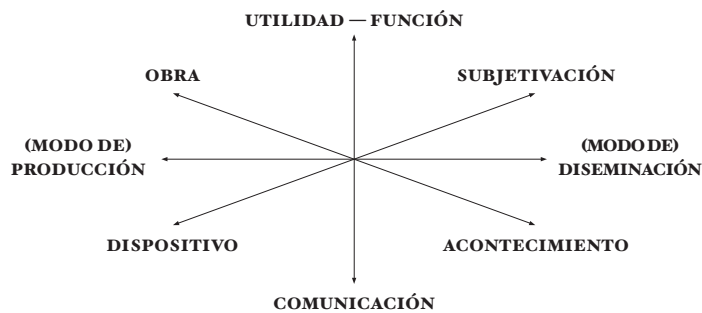 UTILIDAD — FUNCIÓN
OBRA
SUBJETIVACIÓN
(MODO DE)
PRODUCCIÓN
(MODO DE)
DISEMINACIÓN
DISPOSITIVO
ACONTECIMIENTO
COMUNICACIÓN